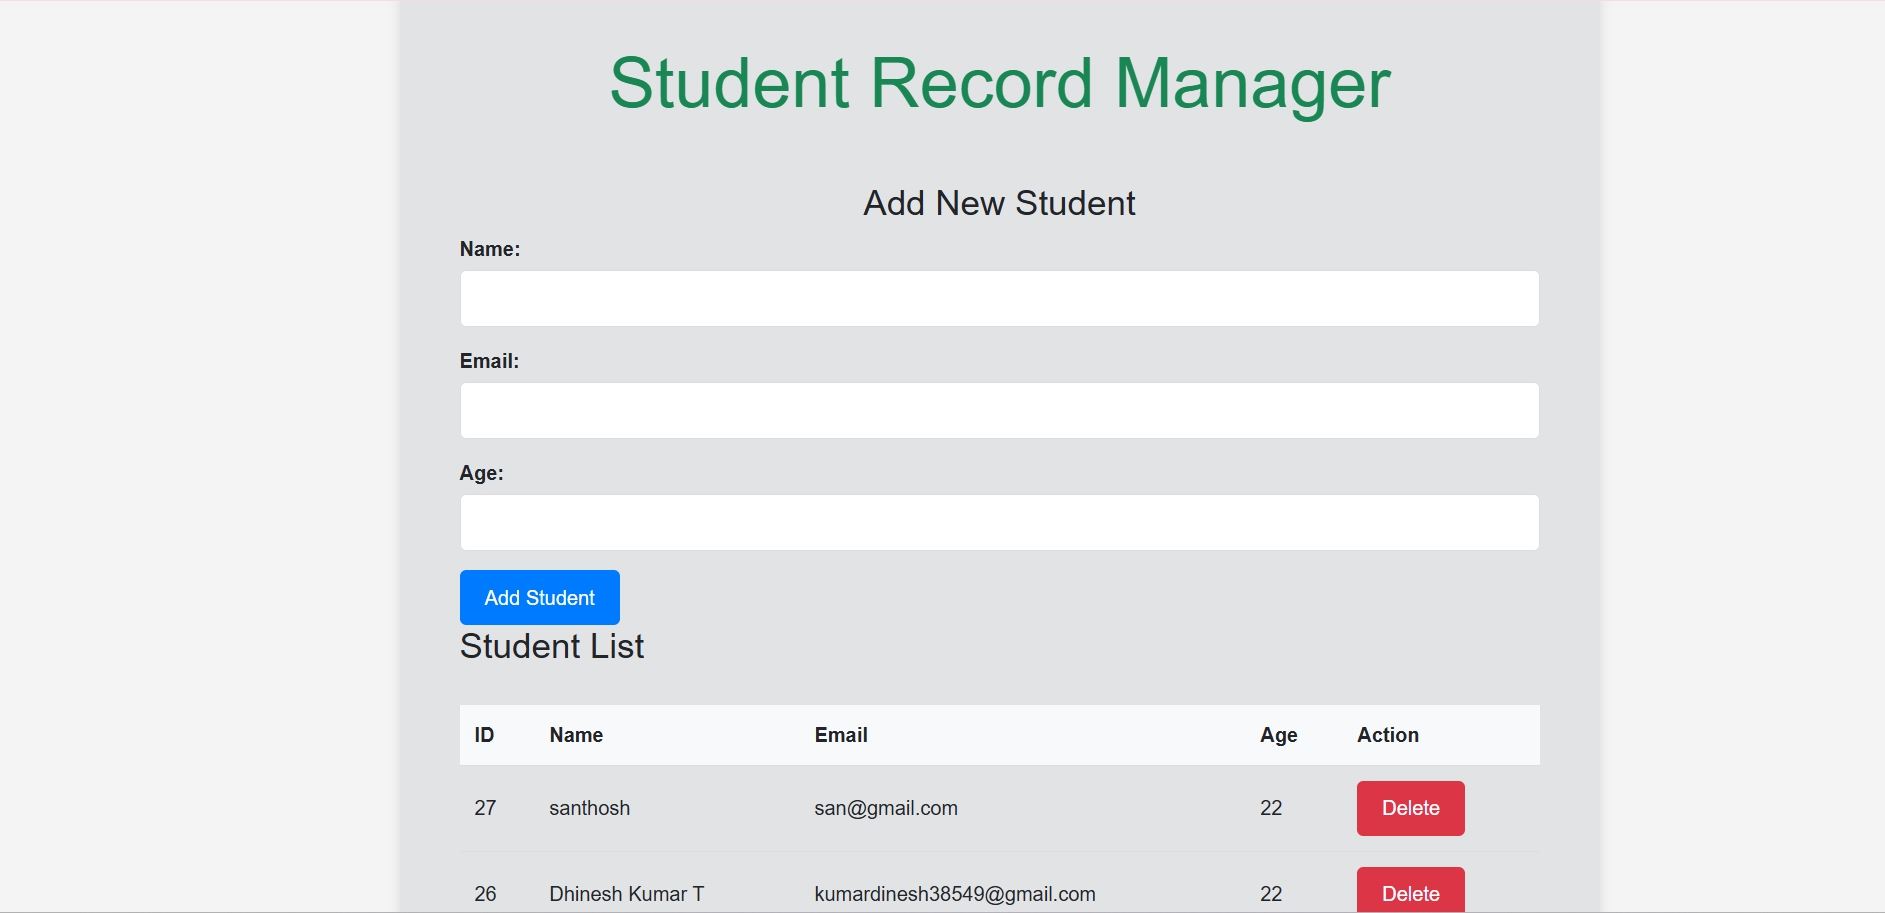 Student Record Manager
Add New Student
Name:
Email:
Age:
Add Student
Student List
ID Name Email Age Action
27 santhosh san@gmail.com 22 Delete
26 Dhinesh Kumar T kumardinesh38549@gmail.com 22 Delete